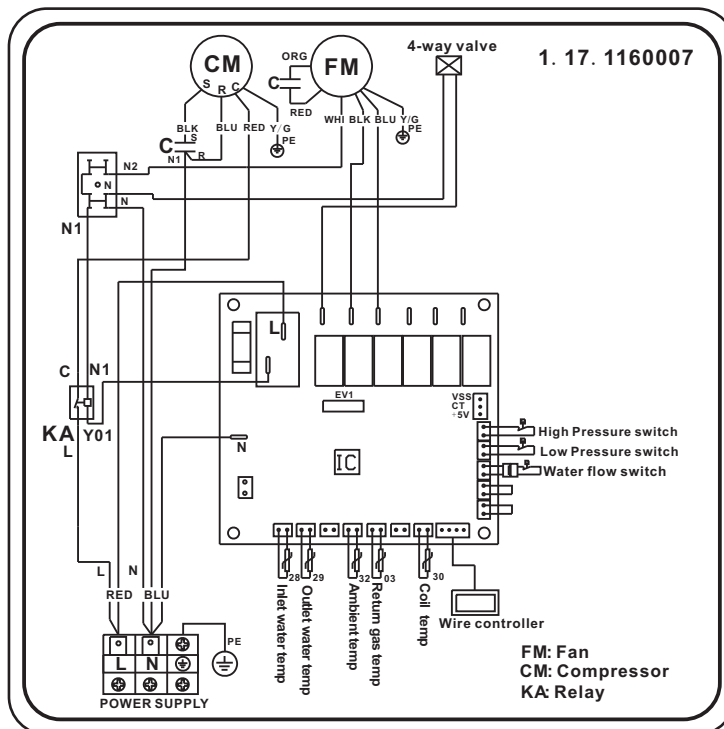 4-way valve
1. 17. 1160007
CM
S R C
ORG
C
FM
RED
BLK
S
BLU
RED
Y/G
PE
WHI
BLK
BLU
Y/G
PE
C
N1
R
N2
N
N
N1
L
C
N1
EV1
VSS
CT
+5V
KA
Y01
L
High Pressure switch
Low Pressure switch
Water flow switch
N
IC
28
29
32
03
30
Inlet water temp
Outlet water temp
Ambient temp
Return gas temp
Coil temp
Wire controller
L
N
RED
BLU
PE
L
N
POWER SUPPLY
FM: Fan
CM: Compressor
KA: Relay